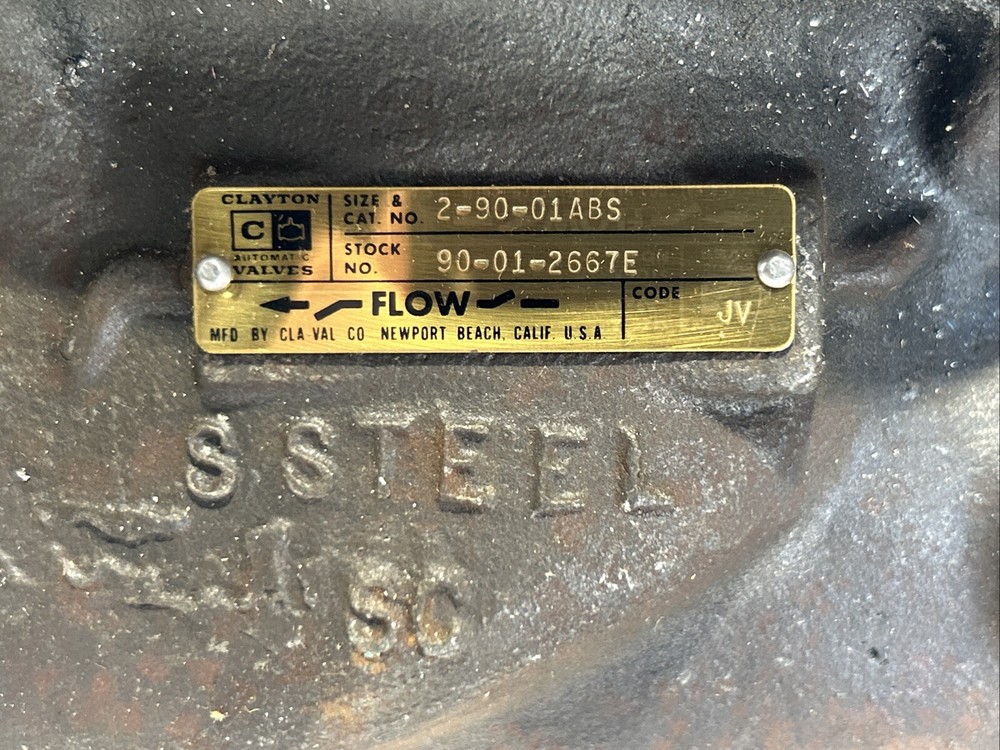 CLAYTON
C
AUTOMATIC
VALVES
SIZE &
CAT. NO. 2-90-01ABS
STOCK
NO. 90-01-2667E
FLOW
CODE
JV
MFD BY CLA-VAL CO NEWPORT BEACH, CALIF. U.S.A.
S STEEL
SC